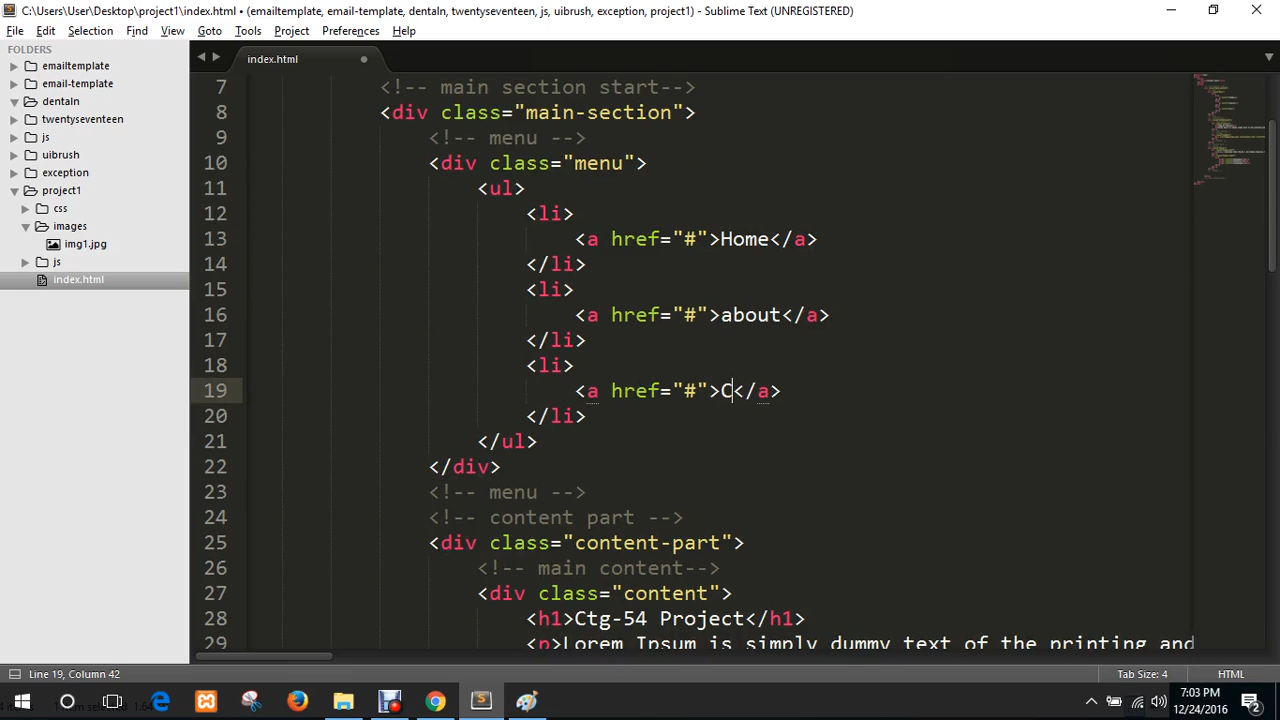 C:\Users\User\Desktop\project1\index.html • (emailtemplate, email-template, dentaln, twentyseventeen, js, uibrush, exception, project1) - Sublime Text (UNREGISTERED)
File Edit Selection Find View Goto Tools Project Preferences Help
FOLDERS
emailtemplate
email-template
dentaln
twentyseventeen
js
uibrush
exception
project1
css
images
img1.jpg
js
index.html
index.html
7 <!-- main section start-->
8 <div class="main-section">
9 <!-- menu -->
10 <div class="menu">
11 <ul>
12 <li>
13 <a href="#">Home</a>
14 </li>
15 <li>
16 <a href="#">about</a>
17 </li>
18 <li>
19 <a href="#">C</a>
20 </li>
21 </ul>
22 </div>
23 <!-- menu -->
24 <!-- content part -->
25 <div class="content-part">
26 <!-- main content-->
27 <div class="content">
28 <h1>Ctg-54 Project</h1>
29 <p>Lorem Ipsum is simply dummy text of the printing and
Line 19, Column 42 Tab Size: 4 HTML
7:03 PM
12/24/2016
2